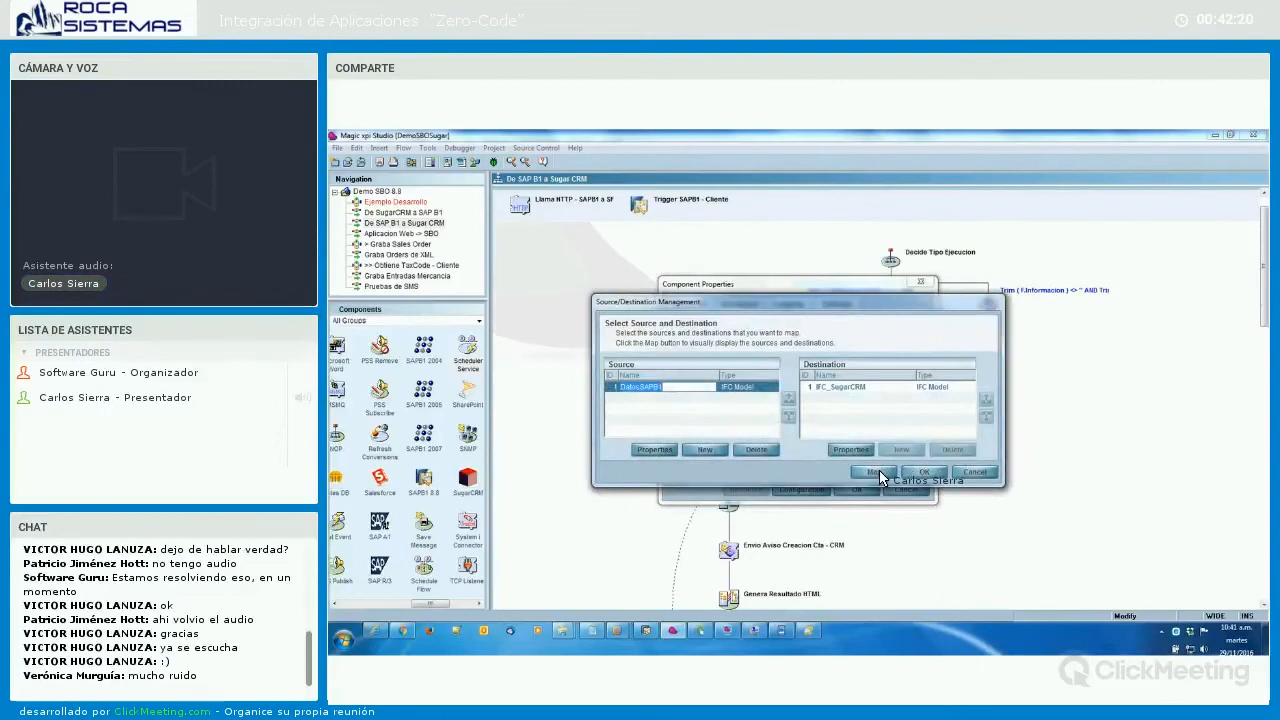 ROCA
SISTEMAS
Integración de Aplicaciones "Zero-Code"
00:42:20
CÁMARA Y VOZ
Asistente audio:
Carlos Sierra
LISTA DE ASISTENTES
PRESENTADORES
Software Guru - Organizador
Carlos Sierra - Presentador
CHAT
VICTOR HUGO LANUZA: dejo de hablar verdad?
Patricio Jiménez Hott: no tengo audio
Software Guru: Estamos resolviendo eso, en un
momento
VICTOR HUGO LANUZA: ok
Patricio Jiménez Hott: ahi volvio el audio
VICTOR HUGO LANUZA: gracias
VICTOR HUGO LANUZA: ya se escucha
VICTOR HUGO LANUZA: :)
Verónica Murguía: mucho ruido
desarrollado por ClickMeeting.com - Organice su propia reunión
COMPARTE
Magic xpi Studio [DemoSBOSugar]
File Edit Insert Flow Tools Debugger Project Source Control Help
Navigation
Demo SBO 8.8
Ejemplo Desarrollo
De SugarCRM a SAP B1
De SAP B1 a Sugar CRM
Aplicacion Web -> SBO
> Graba Sales Order
Graba Ordenes de XML
>> Obtiene TaxCode - Cliente
Graba Entradas Mercancia
Pruebas de SMS
Components
All Groups
PSS Remove
SAPB1 2004
Scheduler
Service
PSS
Subscribe
SAPB1 2005
SharePoint
Refresh
Conversions
SAPB1 2007
SNMP
Salesforce
SAPB1 8.8
SugarCRM
SAP A1
Save
Message
System i
Connector
SAP R/3
Schedule
Flow
TCP Listener
De SAP B1 a Sugar CRM
Llama HTTP - SAPB1 a SF
Trigger SAPB1 - Cliente
Decide Tipo Ejecucion
Trim ( F.Informacion ) <> '' AND Tri
Component Properties
Source/Destination Management
Select Source and Destination
Select the sources and destinations that you want to map.
Click the Map button to visually display the sources and destinations.
Source
ID Name Type
1 DatosSAPB1 IFC Model
Properties New Delete
Destination
ID Name Type
1 IFC_SugarCRM IFC Model
Properties New Delete
Map OK Cancel
Carlos Sierra
Envio Aviso Creacion Cta - CRM
Genera Resultado HTML
Modify WIDE INS
10:41 a.m.
martes
29/11/2016
ClickMeeting